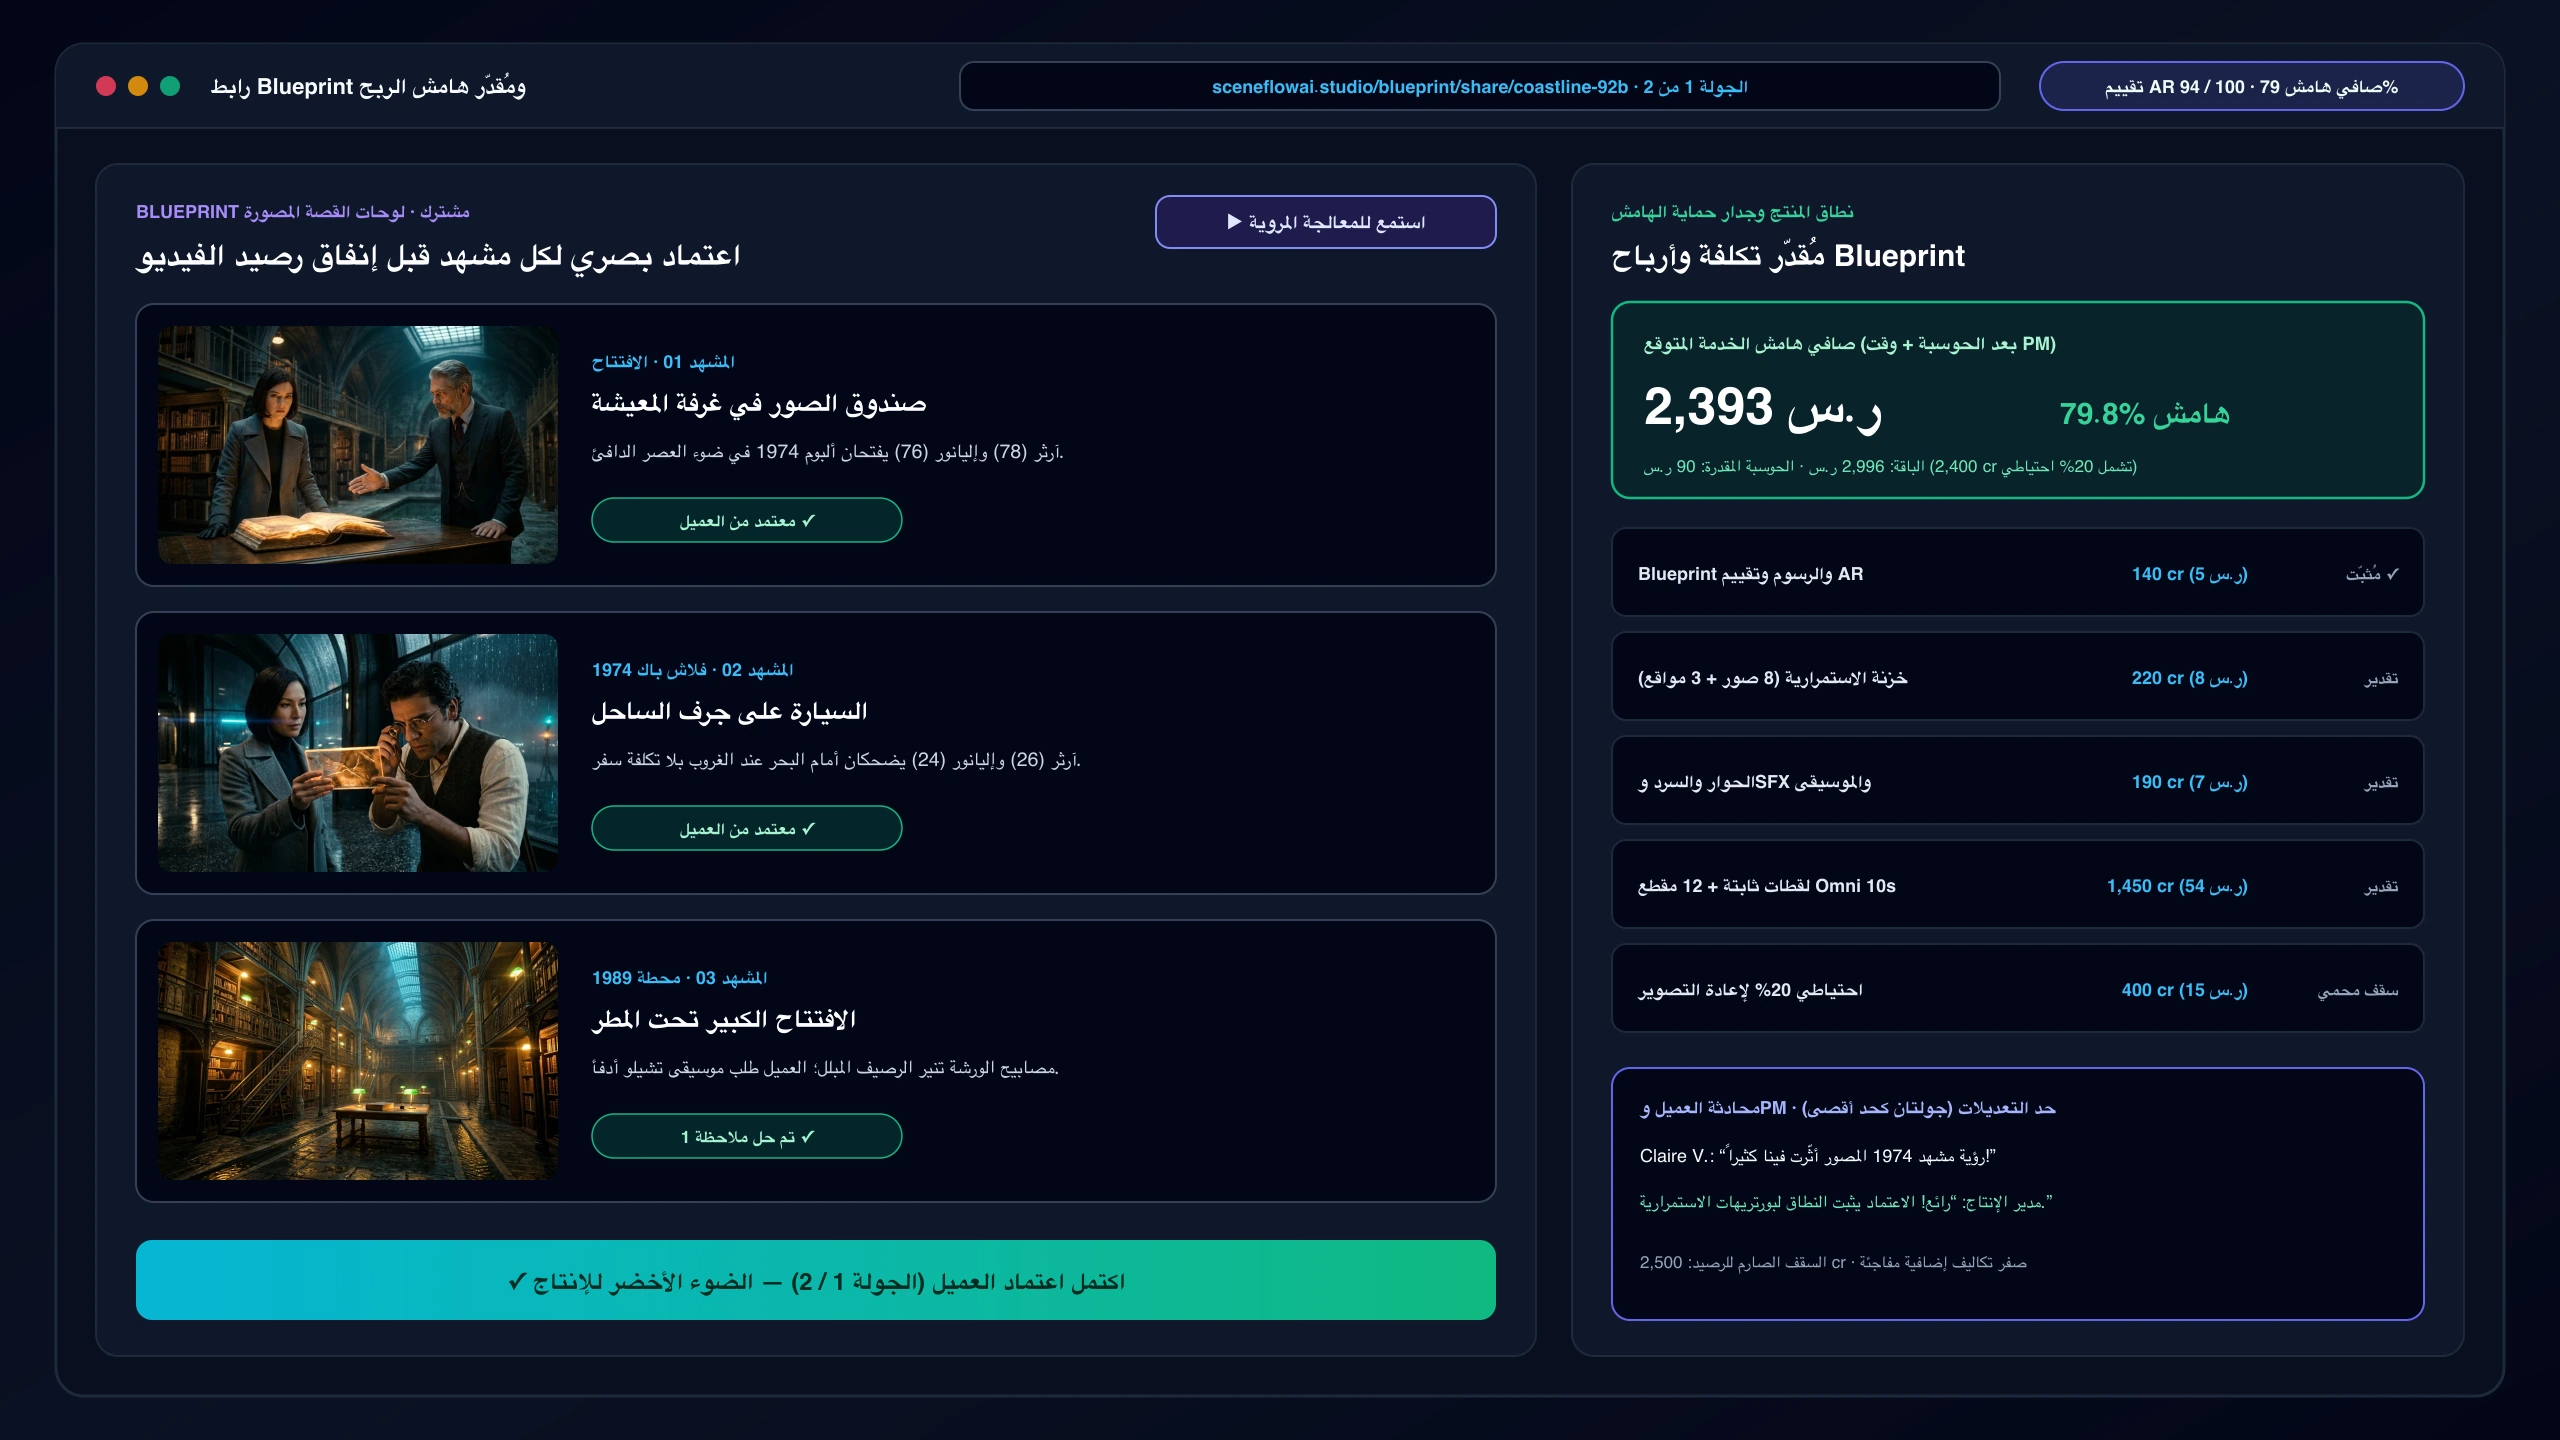 رابط Blueprint ومُقدّر هامش الربح
sceneflowai.studio/blueprint/share/coastline-92b · الجولة 1 من 2
تقييم AR 94 / 100 · صافي هامش 79%
BLUEPRINT مشترك · لوحات القصة المصورة
اعتماد بصري لكل مشهد قبل إنفاق رصيد الفيديو
استمع للمعالجة المروية ▶
المشهد 01 · الافتتاح
صندوق الصور في غرفة المعيشة
آرثر (78) وإليانور (76) يفتحان ألبوم 1974 في ضوء العصر الدافئ.
✓ معتمد من العميل
المشهد 02 · فلاش باك 1974
السيارة على جرف الساحل
آرثر (26) وإليانور (24) يضحكان أمام البحر عند الغروب بلا تكلفة سفر.
✓ معتمد من العميل
المشهد 03 · محطة 1989
الافتتاح الكبير تحت المطر
مصابيح الورشة تنير الرصيف المبلل؛ العميل طلب موسيقى تشيلو أدفأ.
✓ تم حل ملاحظة 1
اكتمل اعتماد العميل (الجولة 1 / 2) — الضوء الأخضر للإنتاج ✓
نطاق المنتج وجدار حماية الهامش
مُقدّر تكلفة وأرباح Blueprint
صافي هامش الخدمة المتوقع (بعد الحوسبة + وقت PM)
2,393 ر.س
هامش 79.8%
الباقة: 2,996 ر.س · الحوسبة المقدرة: 90 ر.س (2,400 cr تشمل 20% احتياطي)
Blueprint والرسوم وتقييم AR
140 cr (5 ر.س)
✓ مُثبّت
خزنة الاستمرارية (8 صور + 3 مواقع)
220 cr (8 ر.س)
تقدير
الحوار والسرد وSFX والموسيقى
190 cr (7 ر.س)
تقدير
لقطات ثابتة + 12 مقطع Omni 10s
1,450 cr (54 ر.س)
تقدير
احتياطي 20% لإعادة التصوير
400 cr (15 ر.س)
سقف محمي
محادثة العميل وPM · حد التعديلات (جولتان كحد أقصى)
Claire V.: “رؤية مشهد 1974 المصور أثّرت فينا كثيراً!”
مدير الإنتاج: “رائع! الاعتماد يثبت النطاق لبورتريهات الاستمرارية.”
السقف الصارم للرصيد: 2,500 cr · صفر تكاليف إضافية مفاجئة